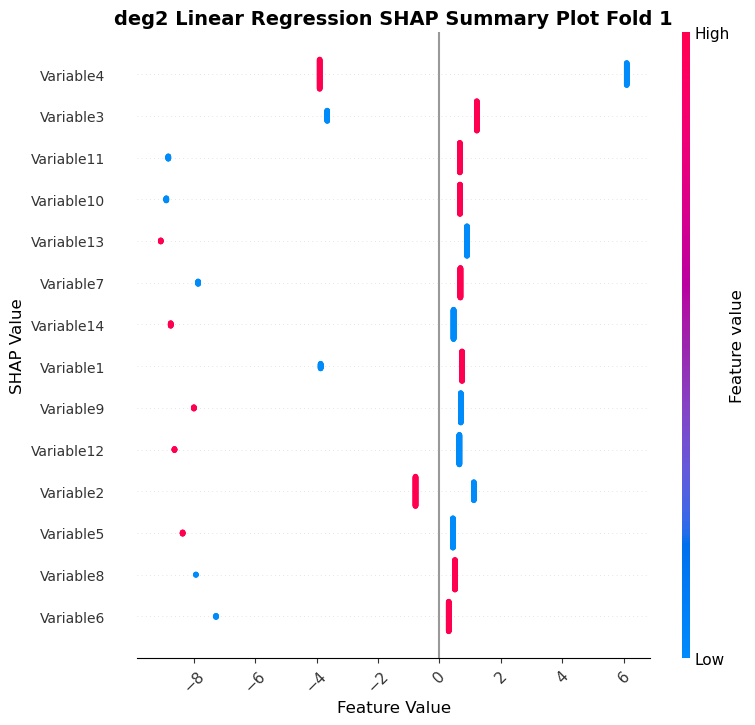 deg2 Linear Regression SHAP Summary Plot Fold 1
High
Variable4
Variable3
Variable11
Variable10
Variable13
Variable7
Variable14
Variable1
Variable9
Variable12
Variable2
Variable5
Variable8
Variable6
SHAP Value
Feature value
Low
−8 −6 −4 −2 0 2 4 6
Feature Value